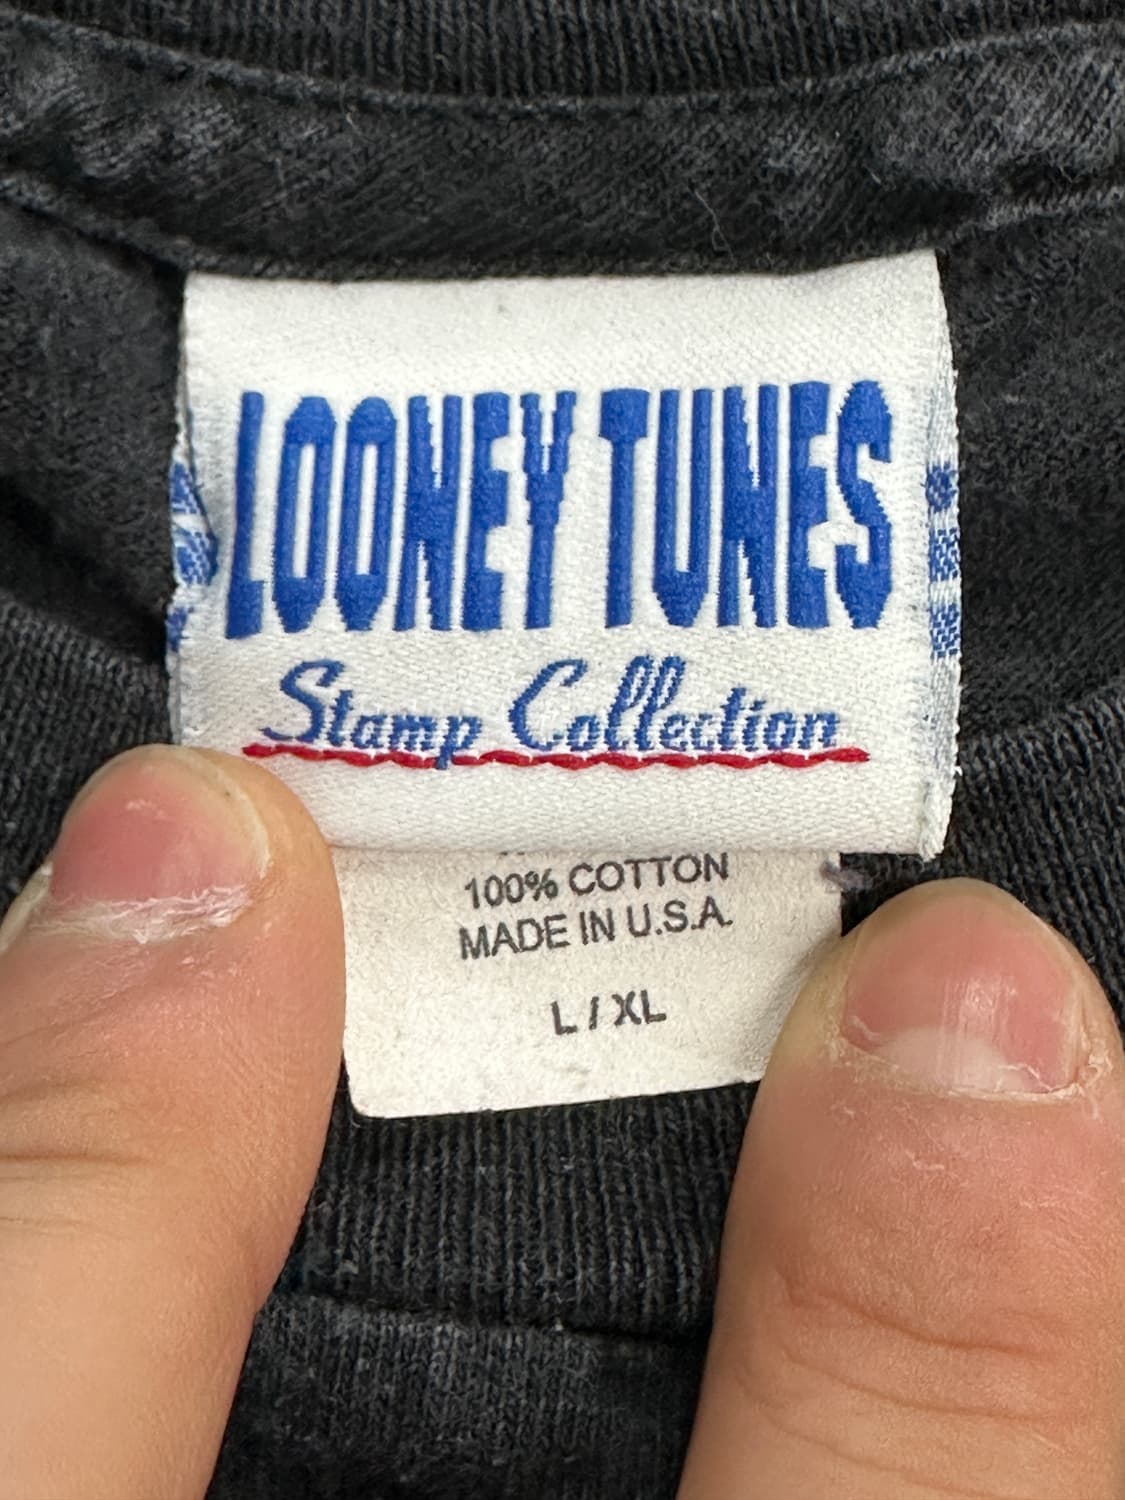 LOONEY TUNES
Stamp Collection
100% COTTON
MADE IN U.S.A.
L / XL